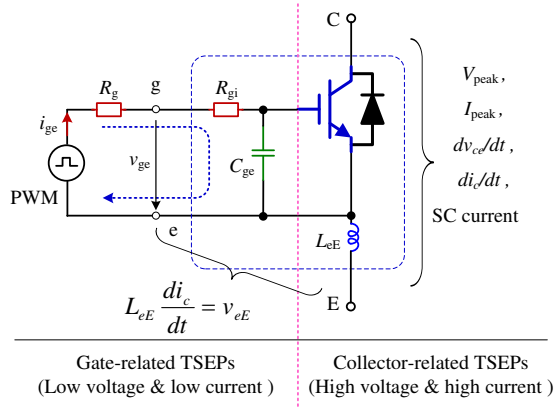 C
R_g
g
R_gi
i_ge
v_ge
C_ge
PWM
e
L_eE
E
V_peak,
I_peak,
dv_ce/dt,
di_c/dt,
SC current
L_eE di_c/dt = v_eE
Gate-related TSEPs
(Low voltage & low current )
Collector-related TSEPs
(High voltage & high current )